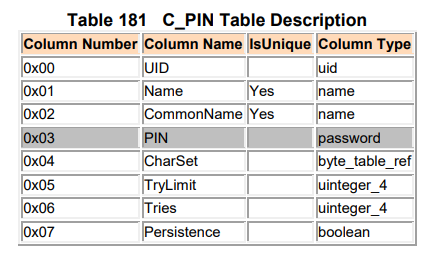 Table 181 C_PIN Table Description
Column Number Column Name IsUnique Column Type
0x00 UID uid
0x01 Name Yes name
0x02 CommonName Yes name
0x03 PIN password
0x04 CharSet byte_table_ref
0x05 TryLimit uinteger_4
0x06 Tries uinteger_4
0x07 Persistence boolean